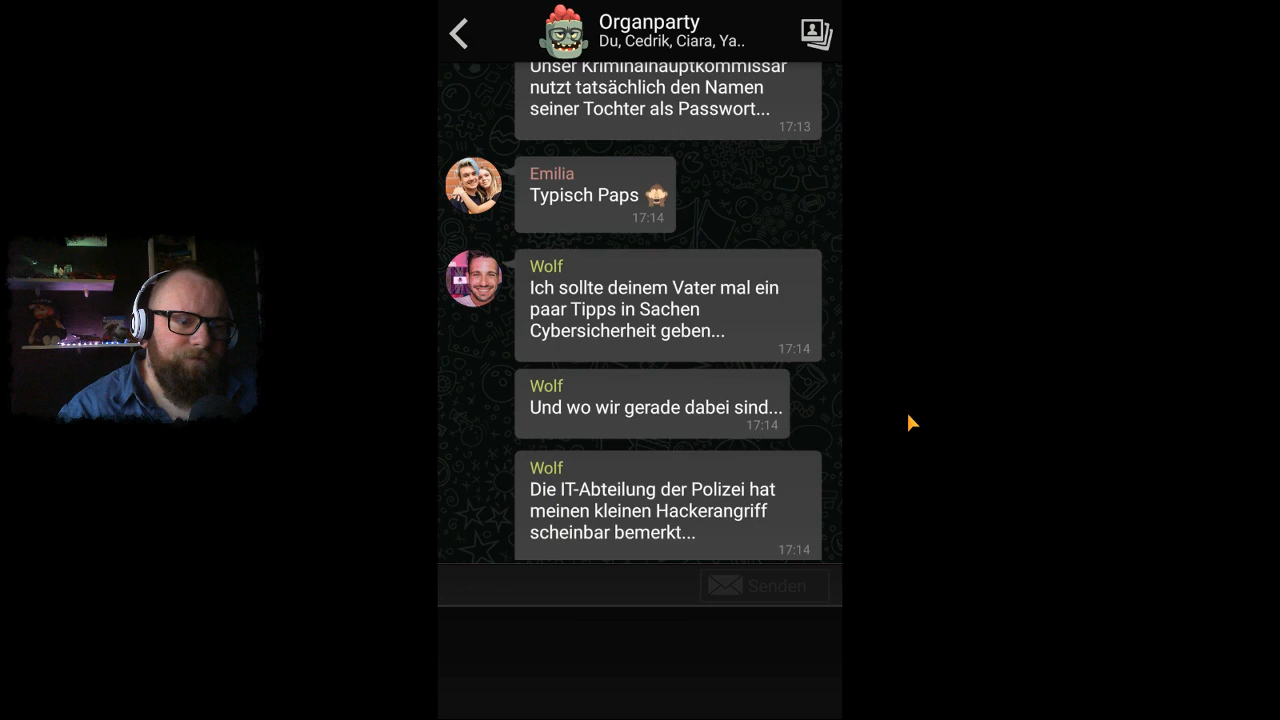 Organparty
Du, Cedrik, Ciara, Ya..
Unser Kriminalhauptkommissar
nutzt tatsächlich den Namen
seiner Tochter als Passwort...
17:13
Emilia
Typisch Paps
17:14
Wolf
Ich sollte deinem Vater mal ein
paar Tipps in Sachen
Cybersicherheit geben...
17:14
Wolf
Und wo wir gerade dabei sind...
17:14
Wolf
Die IT-Abteilung der Polizei hat
meinen kleinen Hackerangriff
scheinbar bemerkt...
17:14
Senden